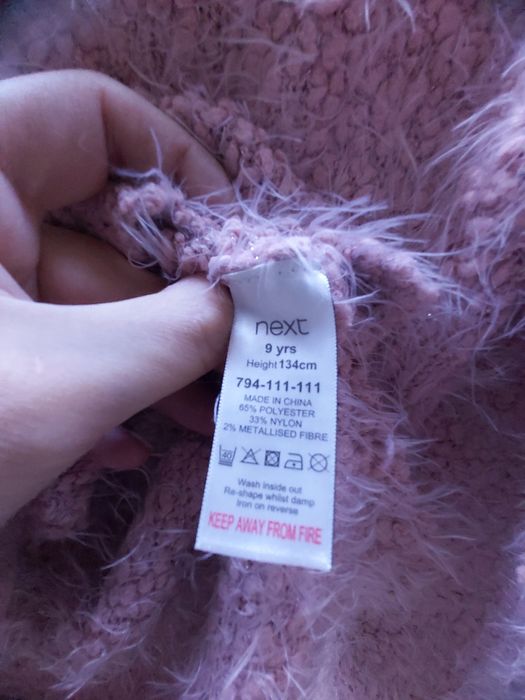 next
9 yrs
Height 134cm
794-111-111
MADE IN CHINA
65% POLYESTER
33% NYLON
2% METALLISED FIBRE
40
Wash inside out
Re-shape whilst damp
Iron on reverse
KEEP AWAY FROM FIRE